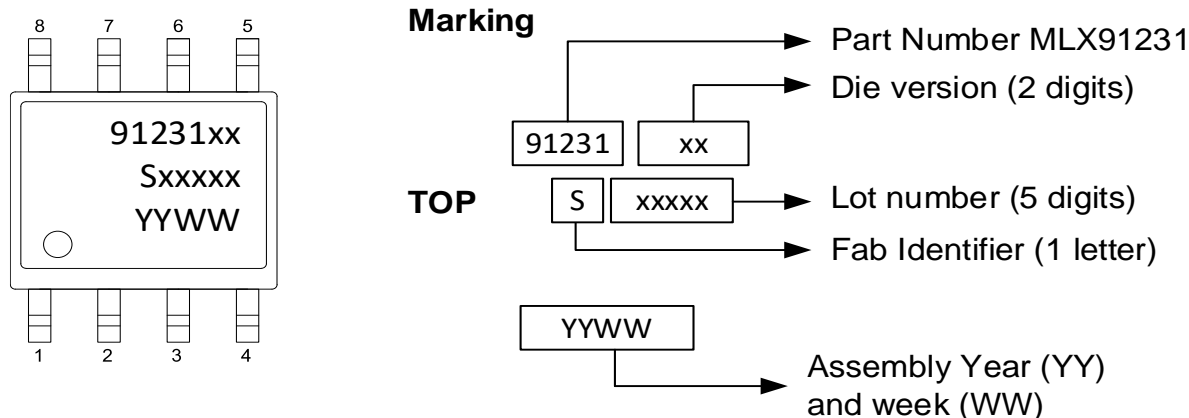 8 7 6 5
91231xx
Sxxxxx
YYWW
1 2 3 4
Marking
Part Number MLX91231
Die version (2 digits)
91231 xx
TOP
S xxxxx
Lot number (5 digits)
Fab Identifier (1 letter)
YYWW
Assembly Year (YY)
and week (WW)